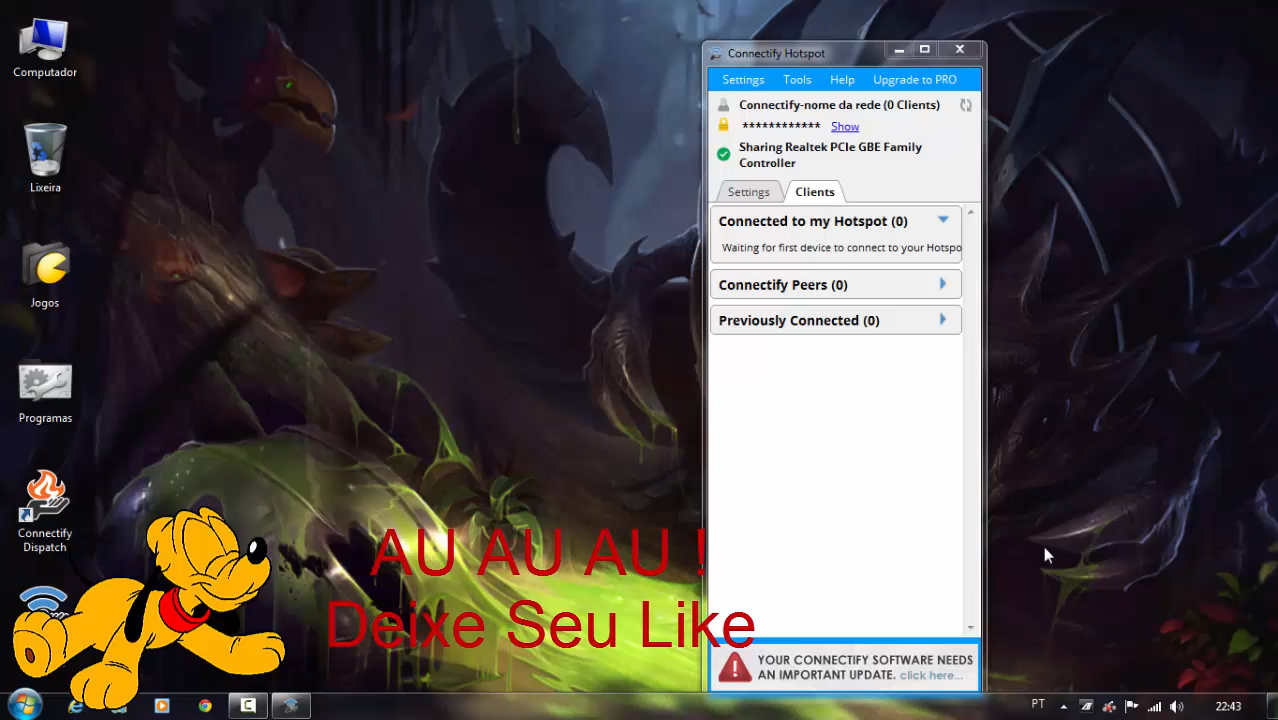 Computador
Lixeira
Jogos
Programas
Connectify
Dispatch
Connectify Hotspot
Settings Tools Help Upgrade to PRO
Connectify-nome da rede (0 Clients)
************ Show
Sharing Realtek PCIe GBE Family
Controller
Settings Clients
Connected to my Hotspot (0)
Waiting for first device to connect to your Hotspo
Connectify Peers (0)
Previously Connected (0)
AU AU AU !
Deixe Seu Like
YOUR CONNECTIFY SOFTWARE NEEDS
AN IMPORTANT UPDATE. click here...
PT 22:43